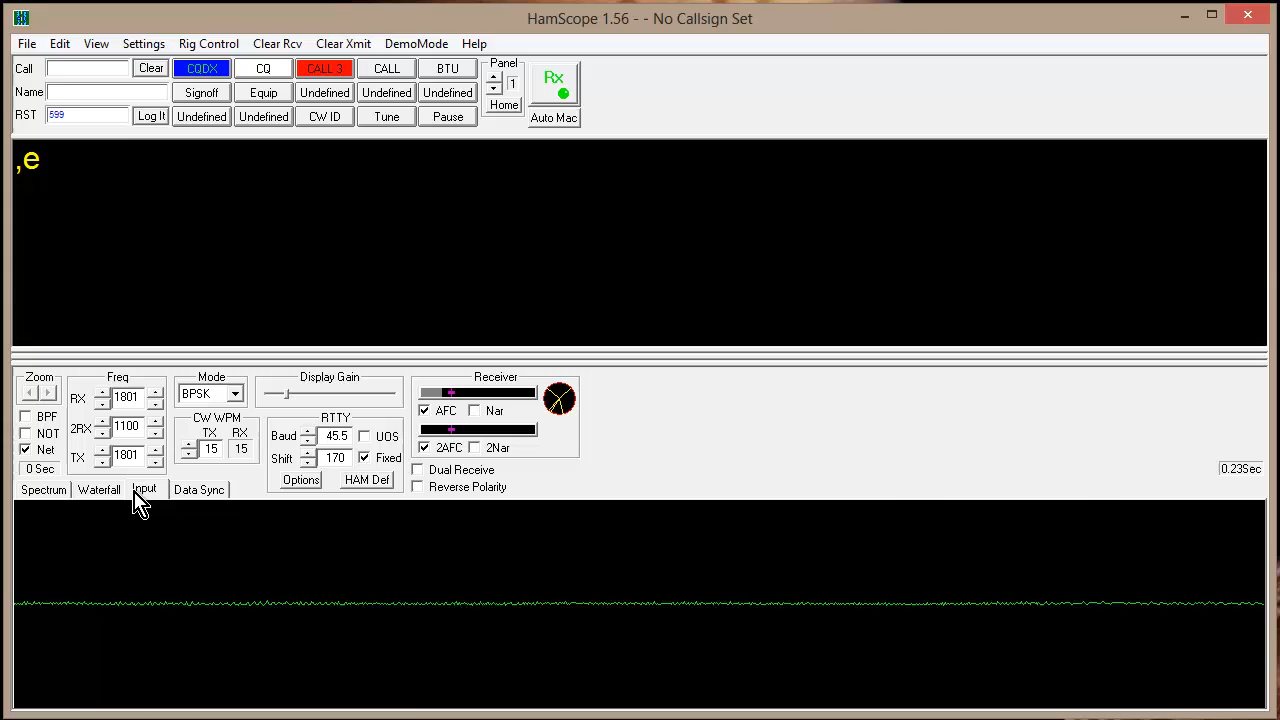 HamScope 1.56 - - No Callsign Set
File Edit View Settings Rig Control Clear Rcv Clear Xmit DemoMode Help
Call Clear CQDX CQ CALL 3 CALL BTU
Name Signoff Equip Undefined Undefined Undefined
RST 599 Log It Undefined Undefined CW ID Tune Pause
Panel
1
Home
Rx
Auto Mac
,e
Zoom
BPF
NOT
Net
0 Sec
Freq
RX 1801
2RX 1100
TX 1801
Mode
BPSK
CW WPM
TX RX
15 15
Display Gain
RTTY
Baud 45.5 UOS
Shift 170 Fixed
Options HAM Def
Receiver
AFC Nar
2AFC 2Nar
Dual Receive
Reverse Polarity
0.23Sec
Spectrum Waterfall Input Data Sync